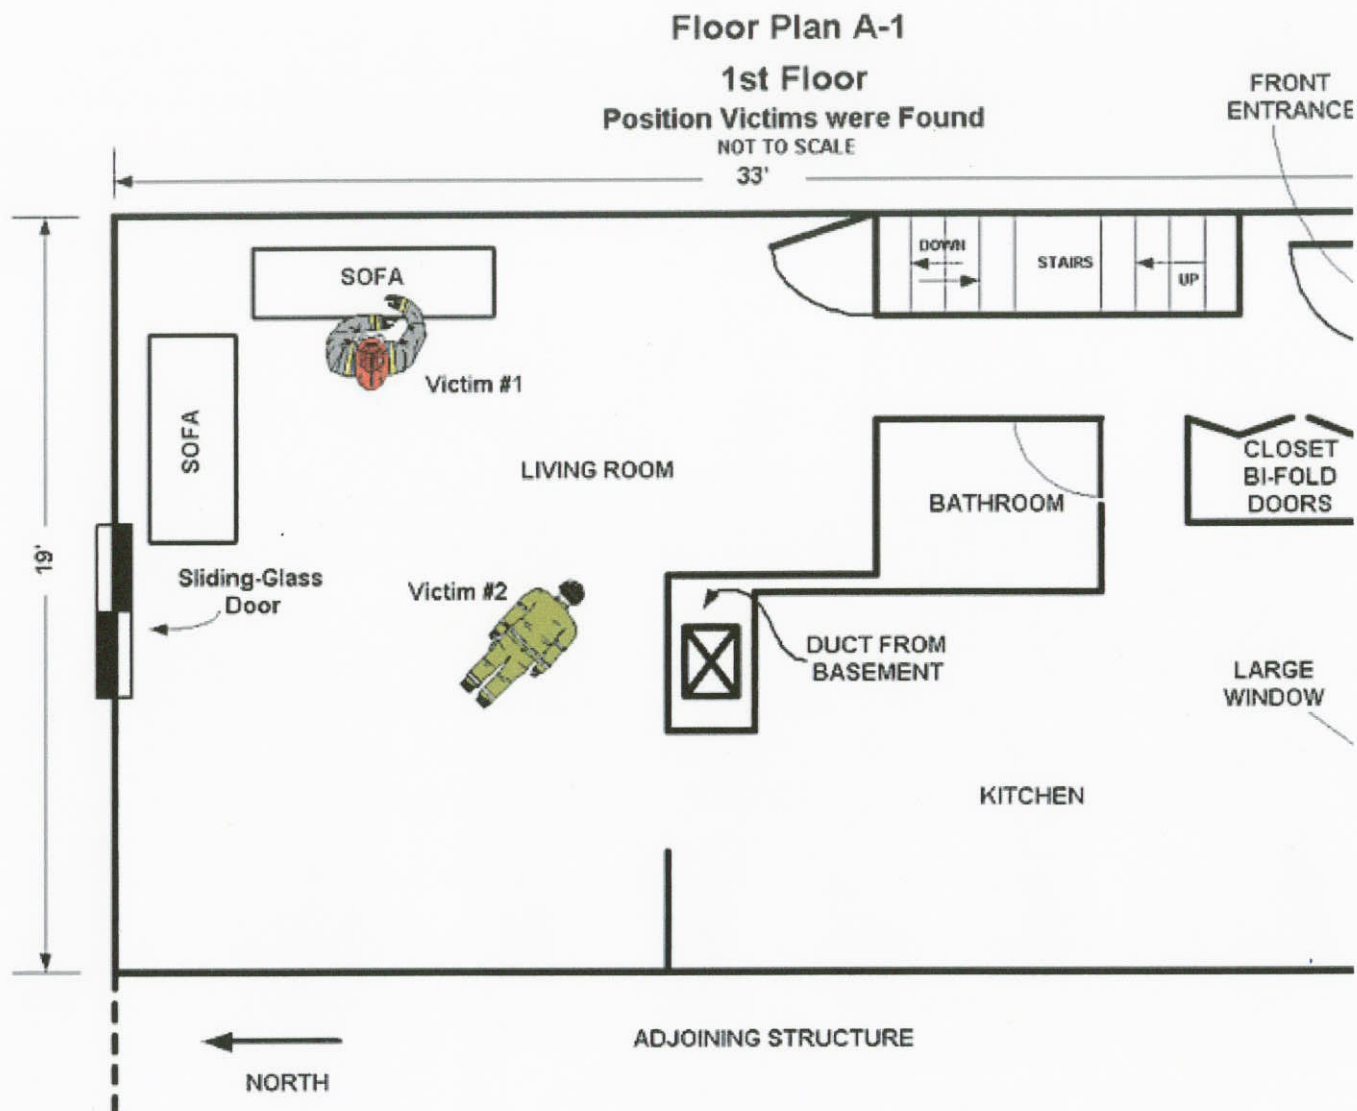 Floor Plan A-1
1st Floor
Position Victims were Found
NOT TO SCALE
33'
FRONT
ENTRANCE
SOFA
DOWN
STAIRS
UP
Victim #1
SOFA
LIVING ROOM
CLOSET
BI-FOLD
DOORS
BATHROOM
19'
Sliding-Glass
Door
Victim #2
DUCT FROM
BASEMENT
LARGE
WINDOW
KITCHEN
ADJOINING STRUCTURE
NORTH